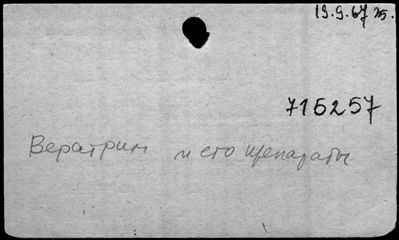 19.9.67 г.
715257
Вератрин и его препараты